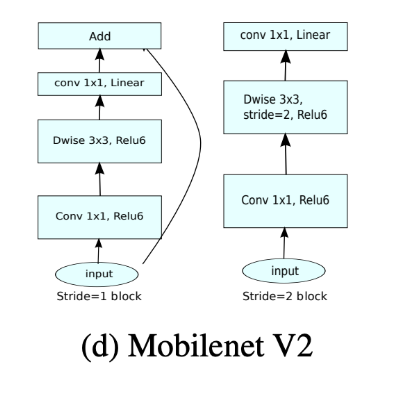 Add
conv 1x1, Linear
Dwise 3x3, Relu6
Conv 1x1, Relu6
input
Stride=1 block
conv 1x1, Linear
Dwise 3x3,
stride=2, Relu6
Conv 1x1, Relu6
input
Stride=2 block
(d) Mobilenet V2